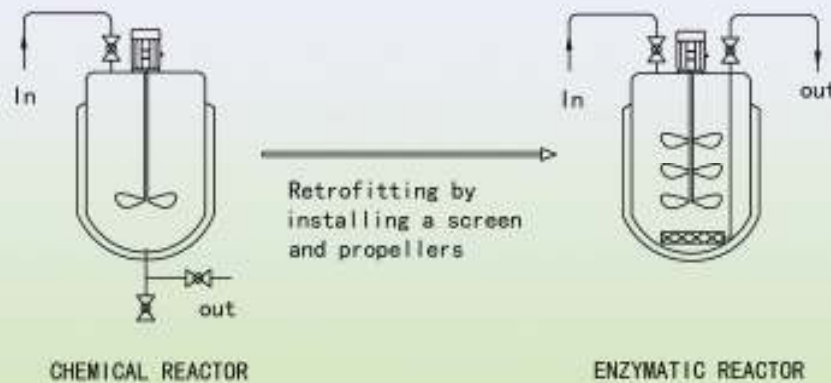 In
out
Retrofitting by
installing a screen
and propellers
In
out
CHEMICAL REACTOR
ENZYMATIC REACTOR